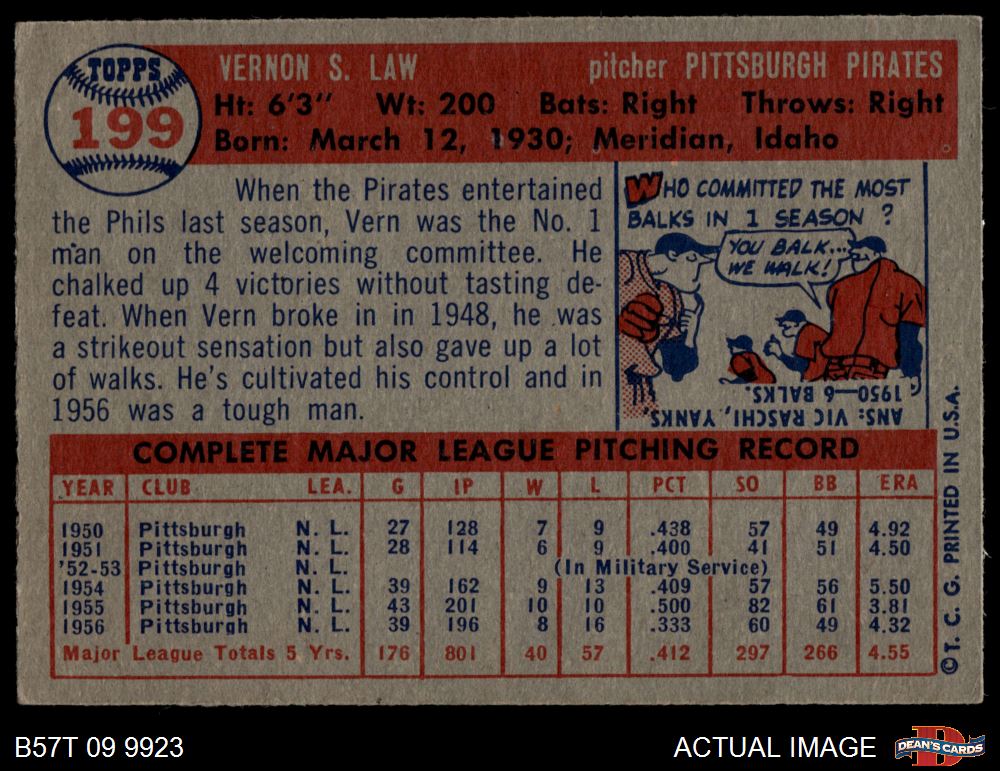 TOPPS
199
VERNON S. LAW pitcher PITTSBURGH PIRATES
Ht: 6'3" Wt: 200 Bats: Right Throws: Right
Born: March 12, 1930; Meridian, Idaho
When the Pirates entertained
the Phils last season, Vern was the No. 1
man on the welcoming committee. He
chalked up 4 victories without tasting de-
feat. When Vern broke in in 1948, he was
a strikeout sensation but also gave up a lot
of walks. He's cultivated his control and in
1956 was a tough man.
WHO COMMITTED THE MOST
BALKS IN 1 SEASON ?
YOU BALK...
WE WALK!
ANS: VIC RASCHI, YANKS,
1950—6 BALKS.
COMPLETE MAJOR LEAGUE PITCHING RECORD
YEAR CLUB LEA. G IP W L PCT SO BB ERA
1950 Pittsburgh N. L. 27 128 7 9 .438 57 49 4.92
1951 Pittsburgh N. L. 28 114 6 9 .400 41 51 4.50
'52-53 Pittsburgh N. L. (In Military Service)
1954 Pittsburgh N. L. 39 162 9 13 .409 57 56 5.50
1955 Pittsburgh N. L. 43 201 10 10 .500 82 61 3.81
1956 Pittsburgh N. L. 39 196 8 16 .333 60 49 4.32
Major League Totals 5 Yrs. 176 801 40 57 .412 297 266 4.55
©T. C. G. PRINTED IN U.S.A.
B57T 09 9923 ACTUAL IMAGE
DEAN'S CARDS